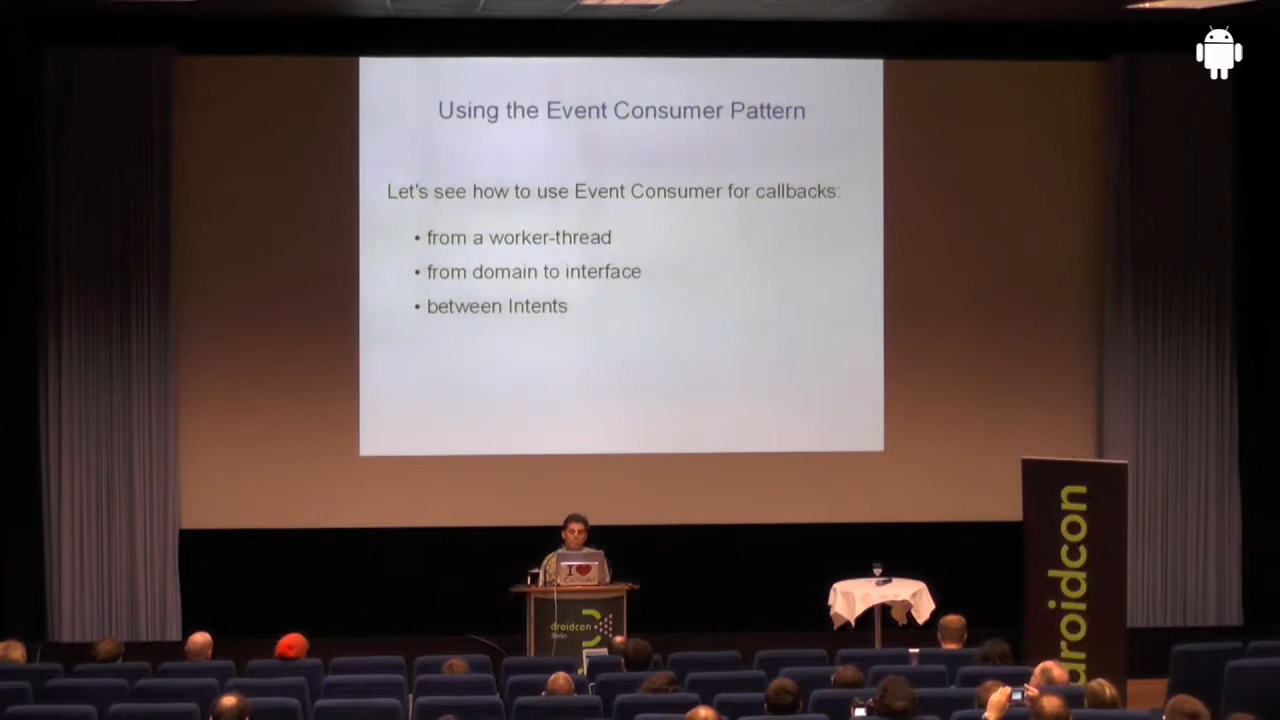 Using the Event Consumer Pattern
Let's see how to use Event Consumer for callbacks:
• from a worker-thread
• from domain to interface
• between Intents
I
droidcon
Berlin
droidcon